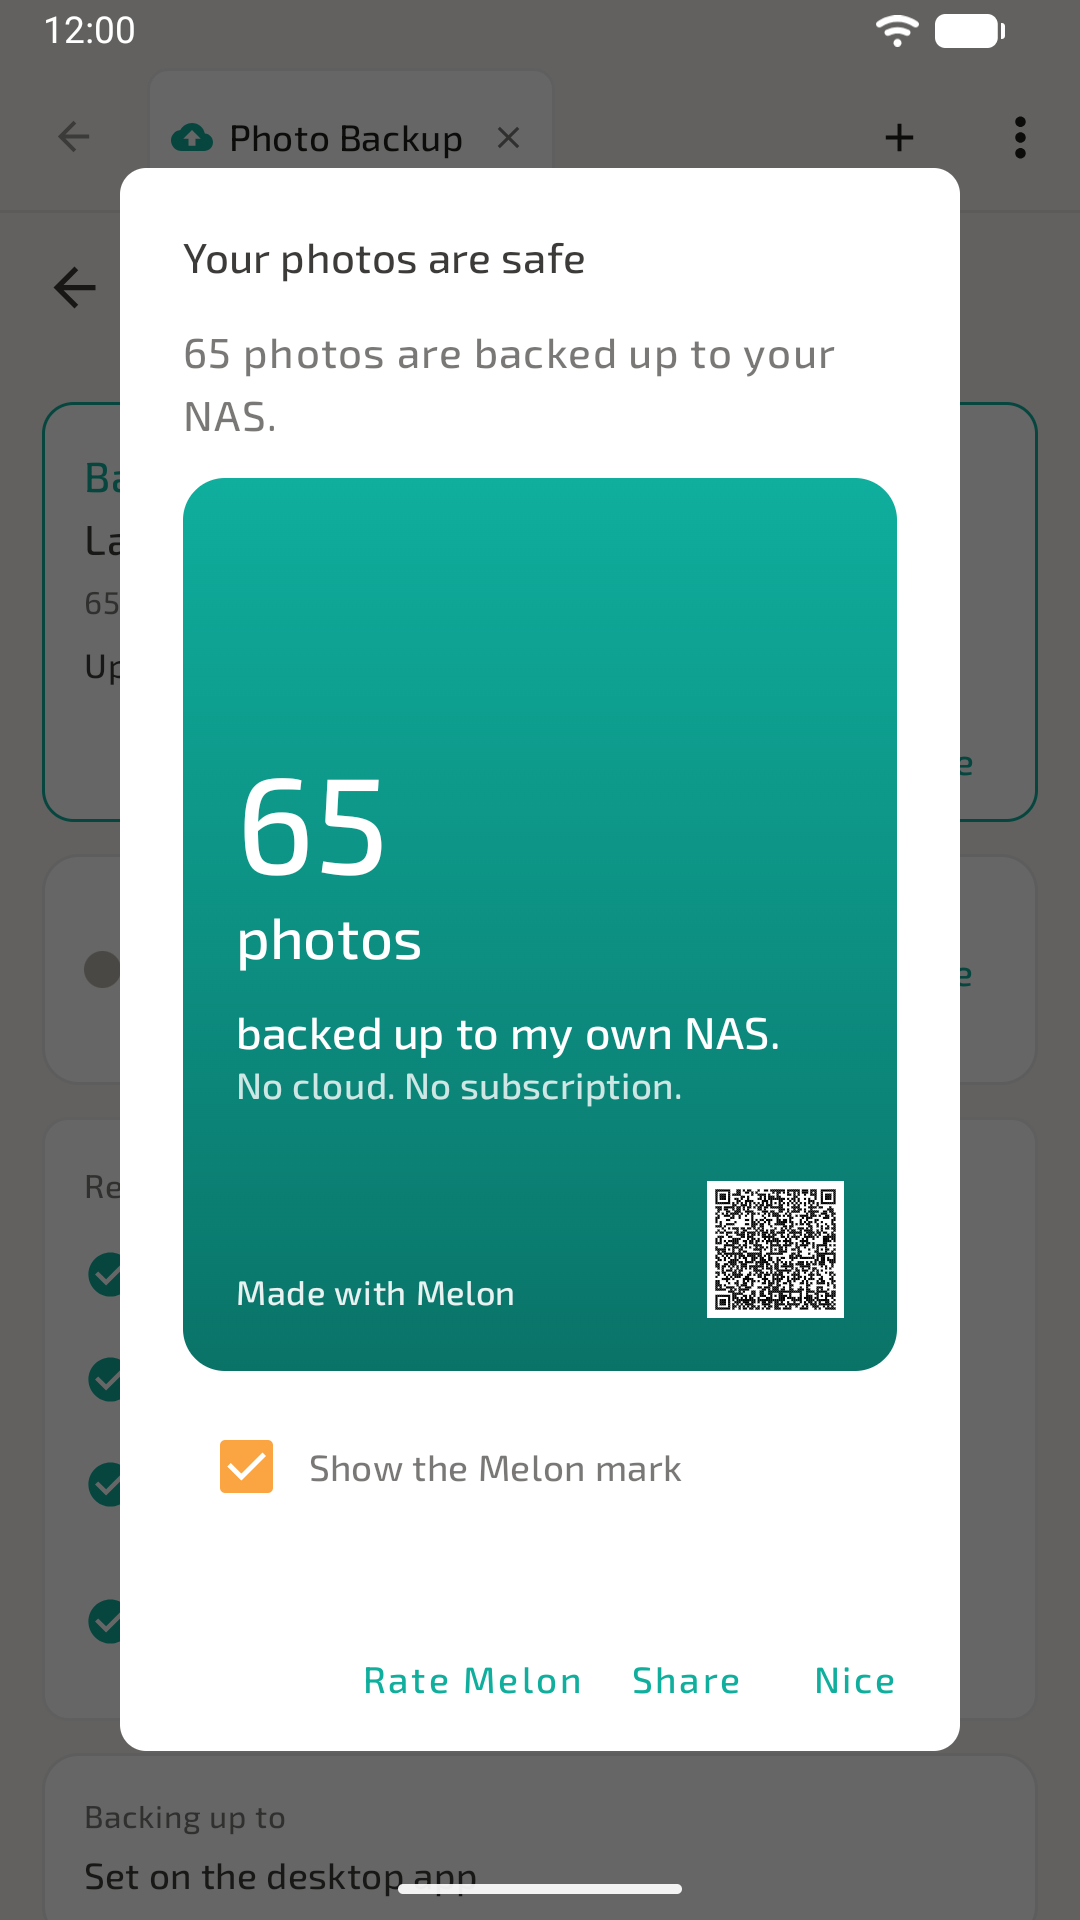 12:00
Photo Backup
Your photos are safe
65 photos are backed up to your
NAS.
65
photos
backed up to my own NAS.
No cloud. No subscription.
Made with Melon
Show the Melon mark
Rate Melon
Share
Nice
Backing up to
Set on the desktop app